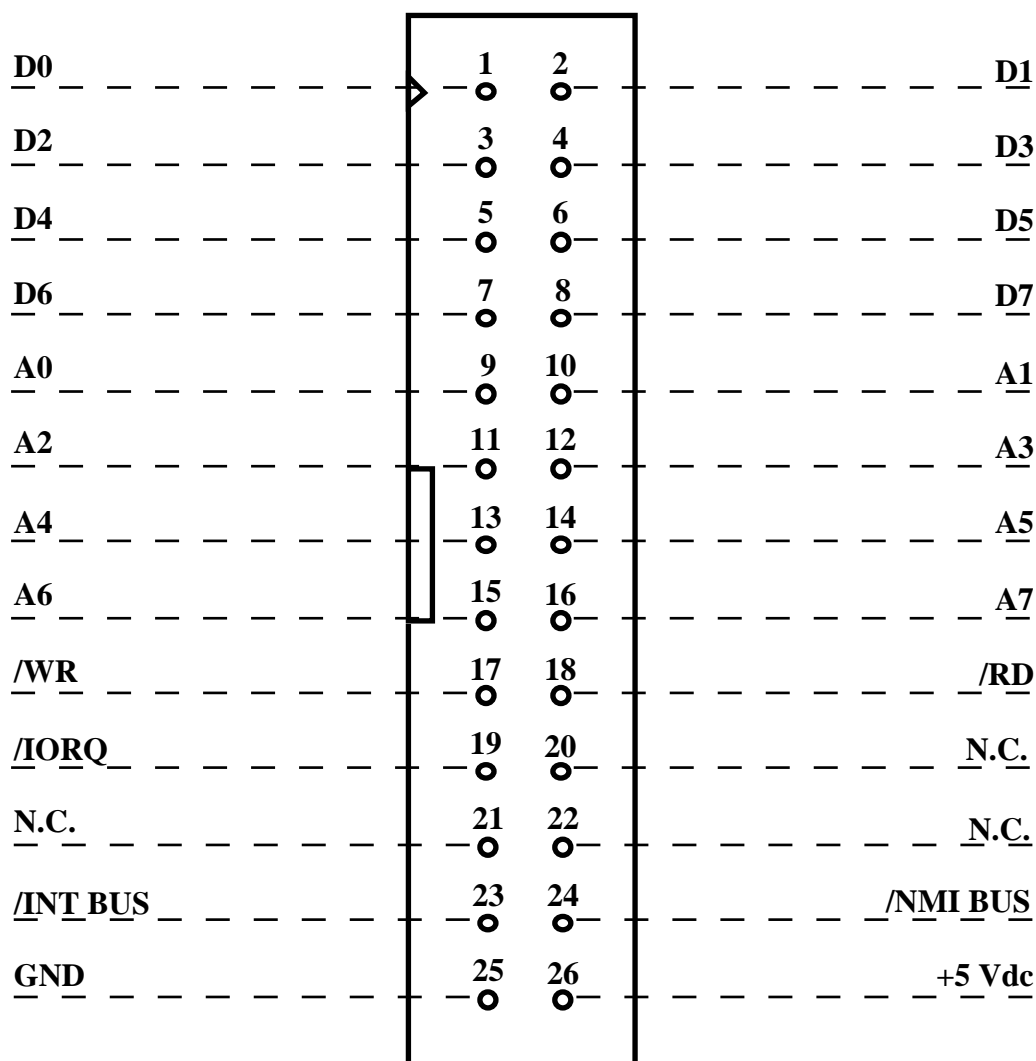 D0 1 2 D1
D2 3 4 D3
D4 5 6 D5
D6 7 8 D7
A0 9 10 A1
A2 11 12 A3
A4 13 14 A5
A6 15 16 A7
/WR 17 18 /RD
/IORQ 19 20 N.C.
N.C. 21 22 N.C.
/INT BUS 23 24 /NMI BUS
GND 25 26 +5 Vdc